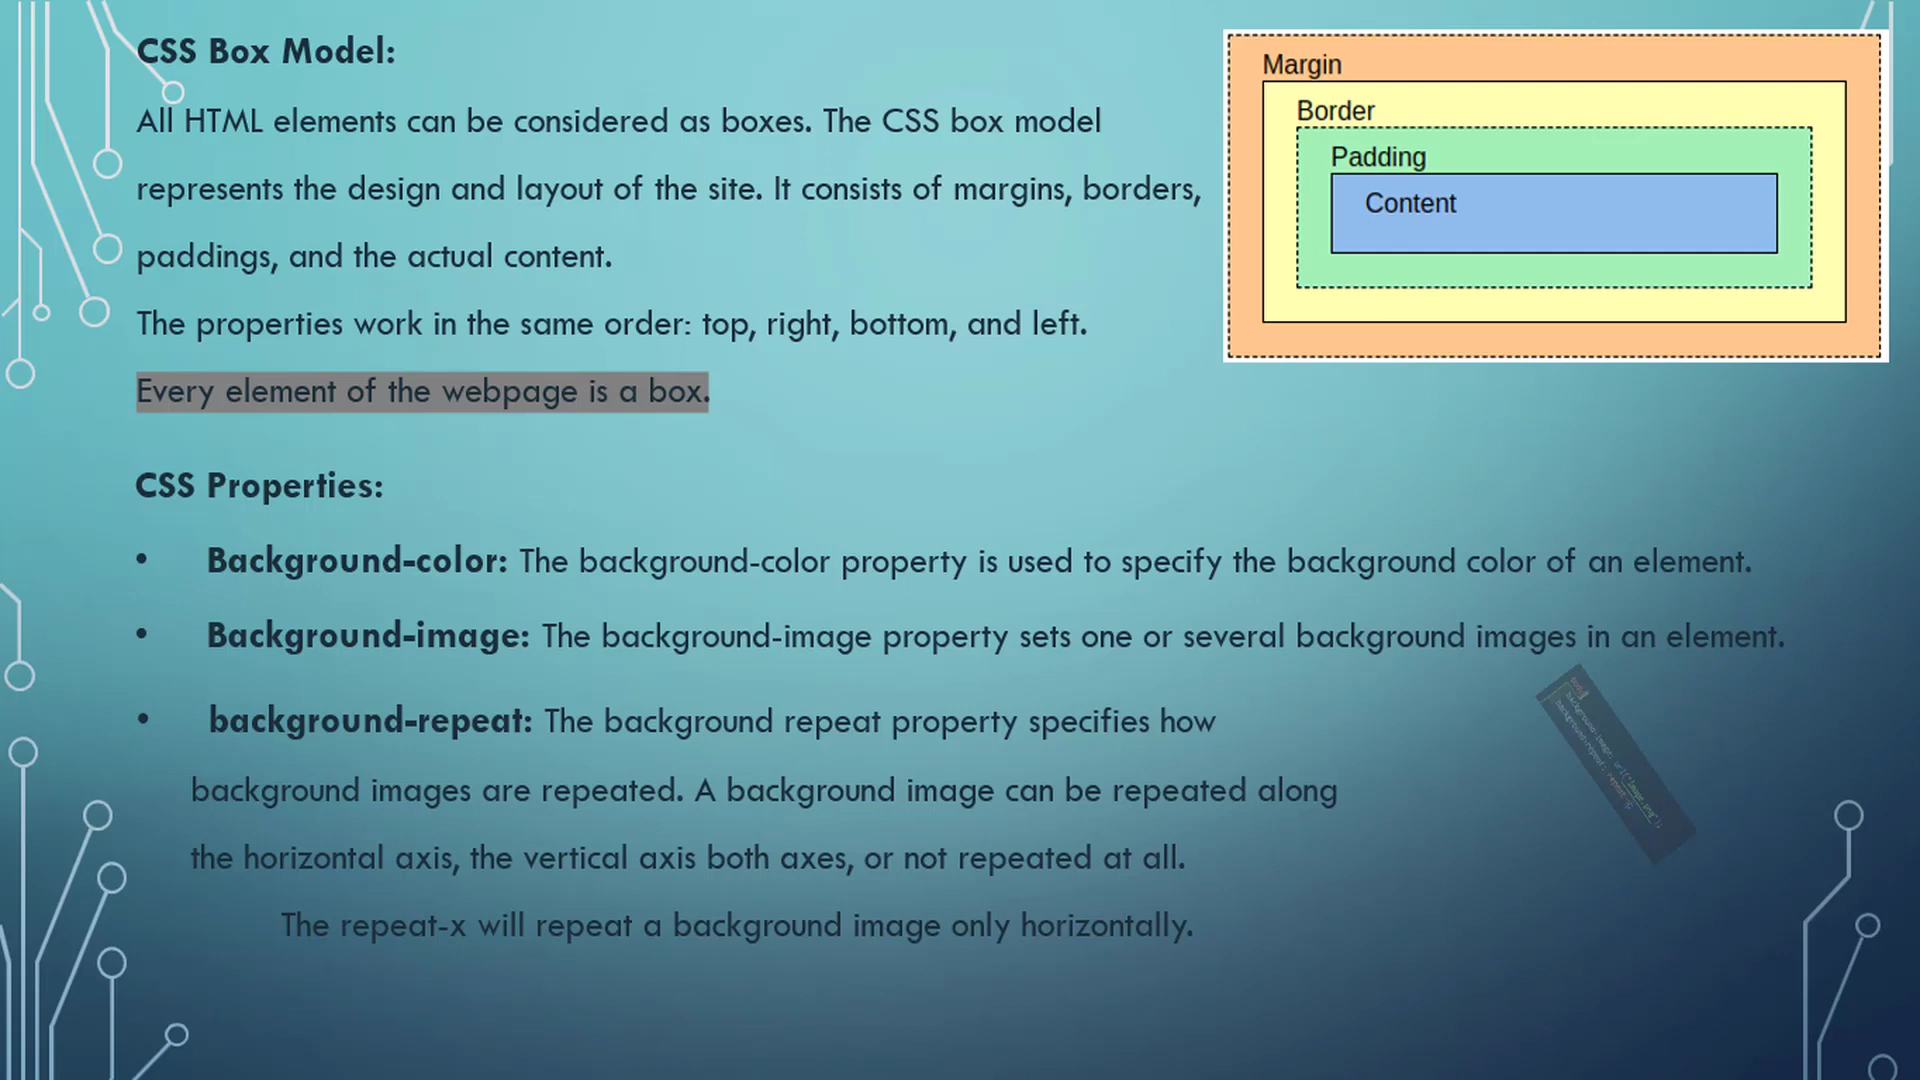 CSS Box Model:
All HTML elements can be considered as boxes. The CSS box model
represents the design and layout of the site. It consists of margins, borders,
paddings, and the actual content.
The properties work in the same order: top, right, bottom, and left.
Every element of the webpage is a box.
Margin
Border
Padding
Content
CSS Properties:
• Background-color: The background-color property is used to specify the background color of an element.
• Background-image: The background-image property sets one or several background images in an element.
• background-repeat: The background repeat property specifies how
background images are repeated. A background image can be repeated along
the horizontal axis, the vertical axis both axes, or not repeated at all.
The repeat-x will repeat a background image only horizontally.